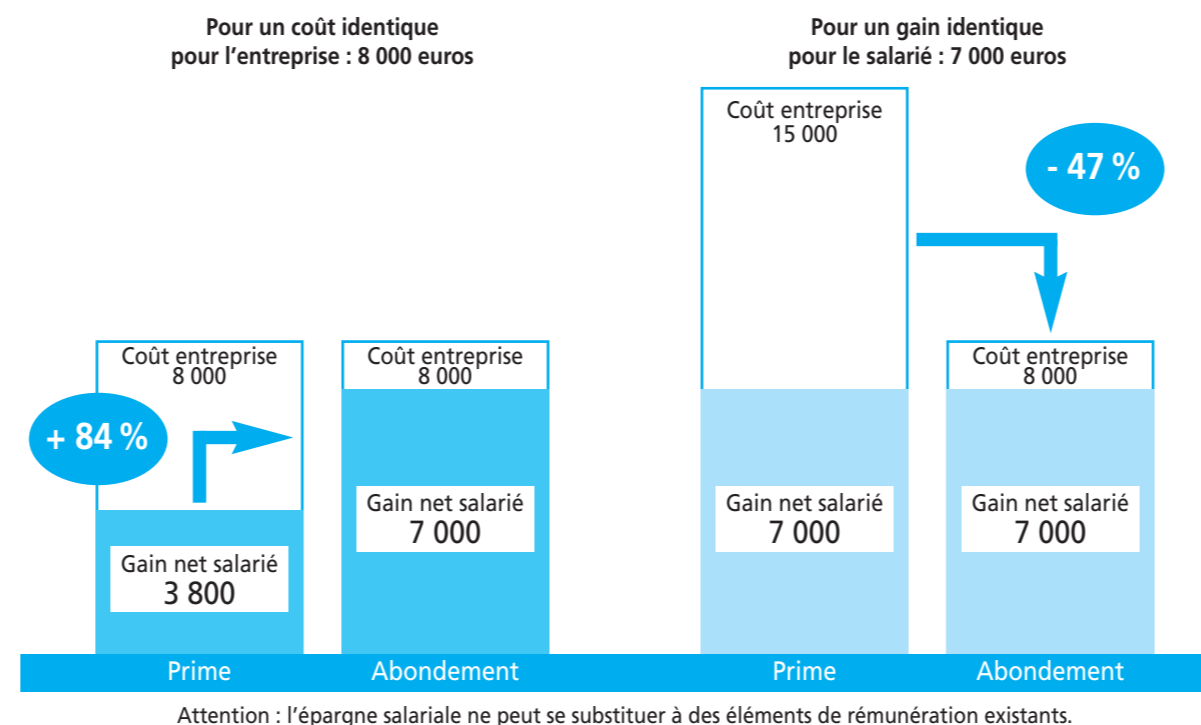 Pour un coût identique
pour l'entreprise : 8 000 euros
Pour un gain identique
pour le salarié : 7 000 euros
Coût entreprise
15 000
- 47 %
Coût entreprise
8 000
Coût entreprise
8 000
Coût entreprise
8 000
+ 84 %
Gain net salarié
3 800
Gain net salarié
7 000
Gain net salarié
7 000
Gain net salarié
7 000
Prime
Abondement
Prime
Abondement
Attention : l'épargne salariale ne peut se substituer à des éléments de rémunération existants.